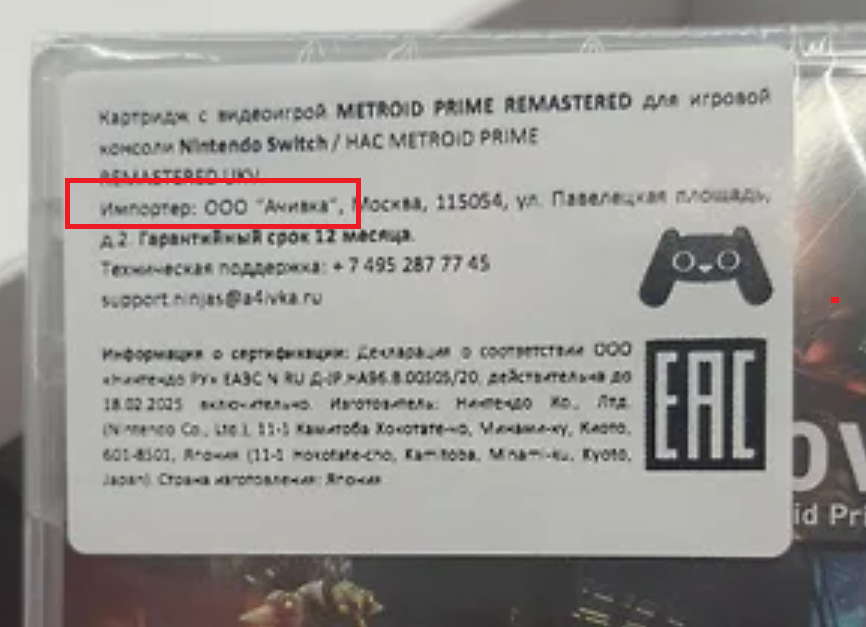 Картридж с видеоигрой METROID PRIME REMASTERED для игровой
консоли Nintendo Switch / HAC METROID PRIME
REMASTERED UKV
Импортер: ООО "Ачивка", Москва, 115054, ул. Павелецкая площадь,
д.2. Гарантийный срок 12 месяца.
Техническая поддержка: + 7 495 287 77 45
support.ninjas@a4ivka.ru
Информация о сертификации: Декларация о соответствии ООО
«Нинтендо РУ» ЕАЭС N RU Д-JP.НА96.В.00505/20, действительна до
18.02.2025 включительно. Изготовитель: Нинтендо Ко., Лтд.
(Nintendo Co., Ltd.), 11-1 Камитоба Хокотате-чо, Минами-ку, Киото,
601-8501, Япония (11-1 Hokotate-cho, Kamitoba, Minami-ku, Kyoto,
Japan). Страна изготовления: Япония
EAC
id Pri